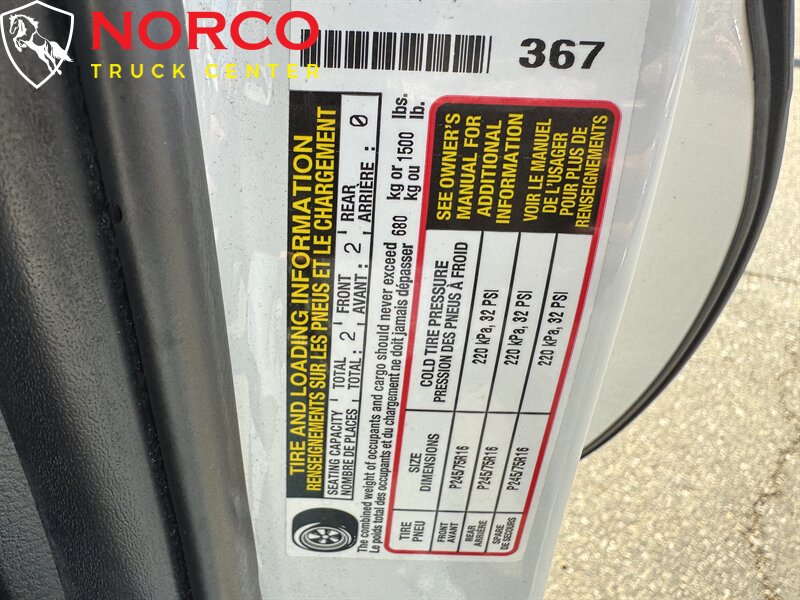 NORCO
TRUCK CENTER
367
TIRE AND LOADING INFORMATION
RENSEIGNEMENTS SUR LES PNEUS ET LE CHARGEMENT
SEATING CAPACITY TOTAL 2 FRONT 2 REAR 0
NOMBRE DE PLACES TOTAL: AVANT: ARRIÈRE:
The combined weight of occupants and cargo should never exceed 680 kg or 1500 lbs.
Le poids total des occupants et du chargement ne doit jamais dépasser kg ou lb.
TIRE SIZE COLD TIRE PRESSURE
PNEU DIMENSIONS PRESSION DES PNEUS À FROID
FRONT P245/75R16 220 kPa, 32 PSI
AVANT
REAR P245/75R16 220 kPa, 32 PSI
ARRIÈRE
SPARE P245/75R16 220 kPa, 32 PSI
DE SECOURS
SEE OWNER'S
MANUAL FOR
ADDITIONAL
INFORMATION
VOIR LE MANUEL
DE L'USAGER
POUR PLUS DE
RENSEIGNEMENTS